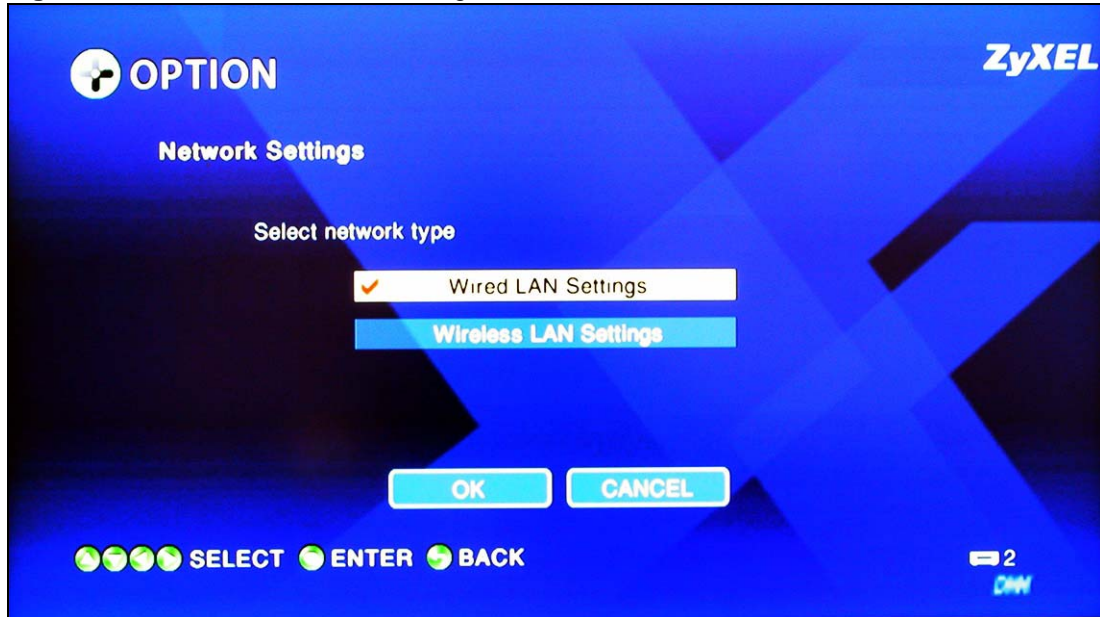 OPTION
ZyXEL
Network Settings
Select network type
Wired LAN Settings
Wireless LAN Settings
OK CANCEL
SELECT ENTER BACK
2
DMM